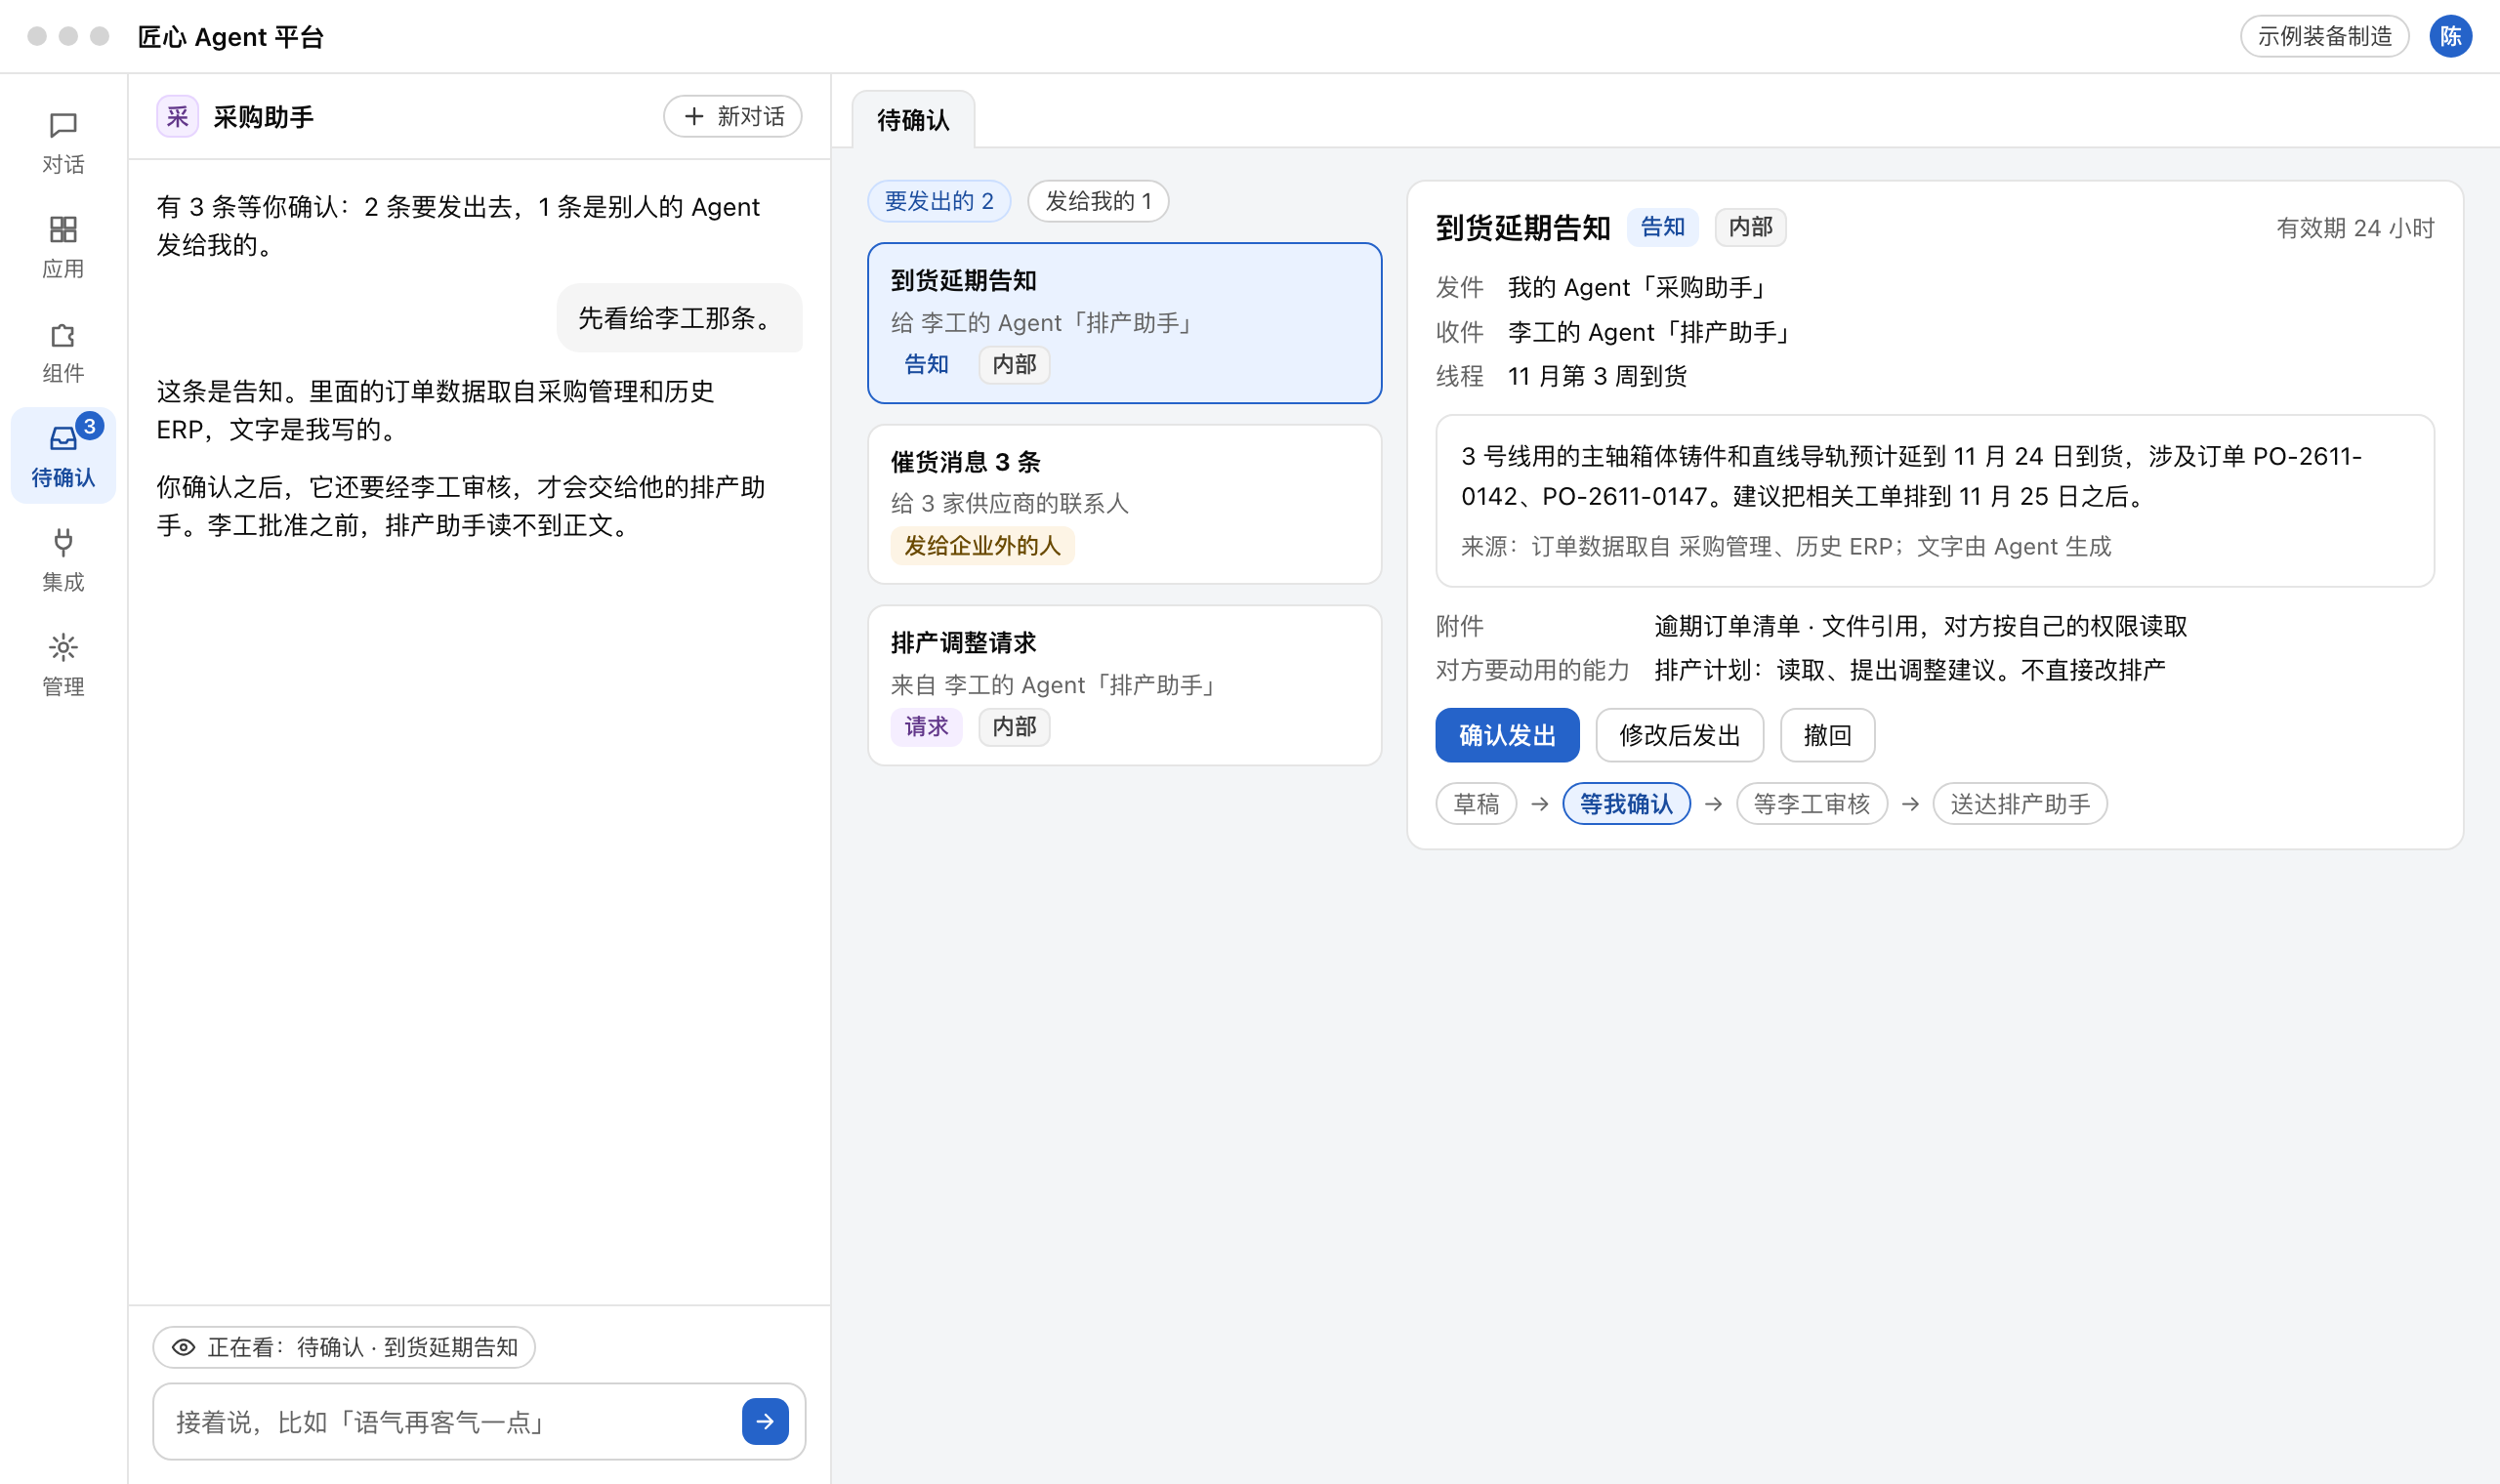 匠心 Agent 平台
示例装备制造
陈
对话
应用
组件
3
待确认
集成
管理
采 采购助手
新对话
有 3 条等你确认：2 条要发出去，1 条是别人的 Agent
发给我的。
先看给李工那条。
这条是告知。里面的订单数据取自采购管理和历史
ERP，文字是我写的。
你确认之后，它还要经李工审核，才会交给他的排产助
手。李工批准之前，排产助手读不到正文。
正在看：待确认 · 到货延期告知
接着说，比如「语气再客气一点」
待确认
要发出的 2
发给我的 1
到货延期告知
给 李工的 Agent「排产助手」
告知 内部
催货消息 3 条
给 3 家供应商的联系人
发给企业外的人
排产调整请求
来自 李工的 Agent「排产助手」
请求 内部
到货延期告知 告知 内部
有效期 24 小时
发件 我的 Agent「采购助手」
收件 李工的 Agent「排产助手」
线程 11 月第 3 周到货
3 号线用的主轴箱体铸件和直线导轨预计延到 11 月 24 日到货，涉及订单 PO-2611-
0142、PO-2611-0147。建议把相关工单排到 11 月 25 日之后。
来源：订单数据取自 采购管理、历史 ERP；文字由 Agent 生成
附件 逾期订单清单 · 文件引用，对方按自己的权限读取
对方要动用的能力 排产计划：读取、提出调整建议。不直接改排产
确认发出 修改后发出 撤回
草稿 → 等我确认 → 等李工审核 → 送达排产助手